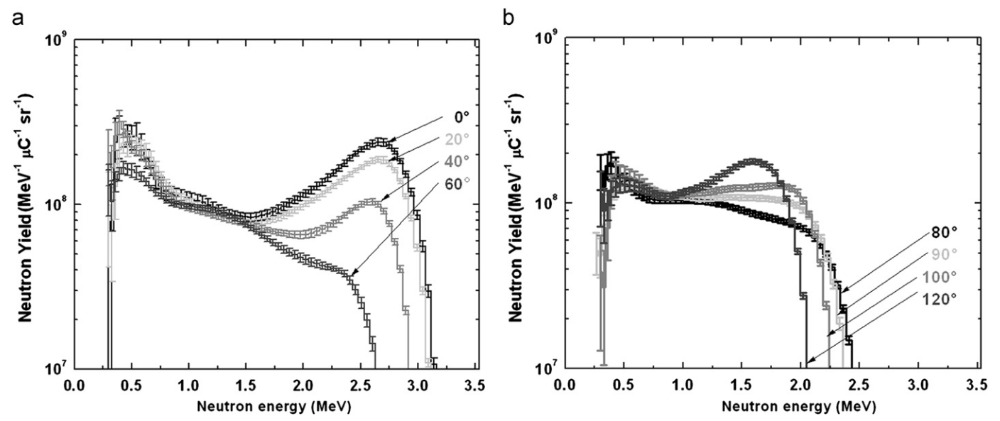 a
Neutron Yield (MeV⁻¹ μC⁻¹ sr⁻¹)
10⁹
10⁸
10⁷
0°
20°
40°
60°
0.0 0.5 1.0 1.5 2.0 2.5 3.0 3.5
Neutron energy (MeV)
b
Neutron Yield (MeV⁻¹ μC⁻¹ sr⁻¹)
10⁹
10⁸
10⁷
80°
90°
100°
120°
0.0 0.5 1.0 1.5 2.0 2.5 3.0 3.5
Neutron energy (MeV)